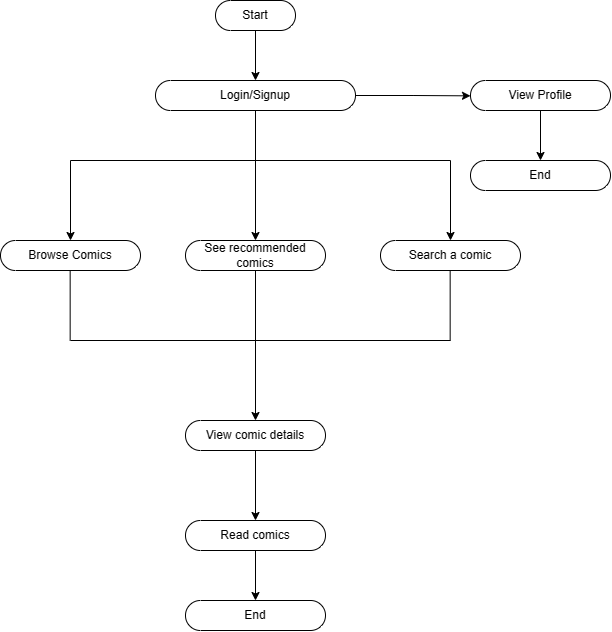 Start
Login/Signup
View Profile
End
Browse Comics
See recommended
comics
Search a comic
View comic details
Read comics
End